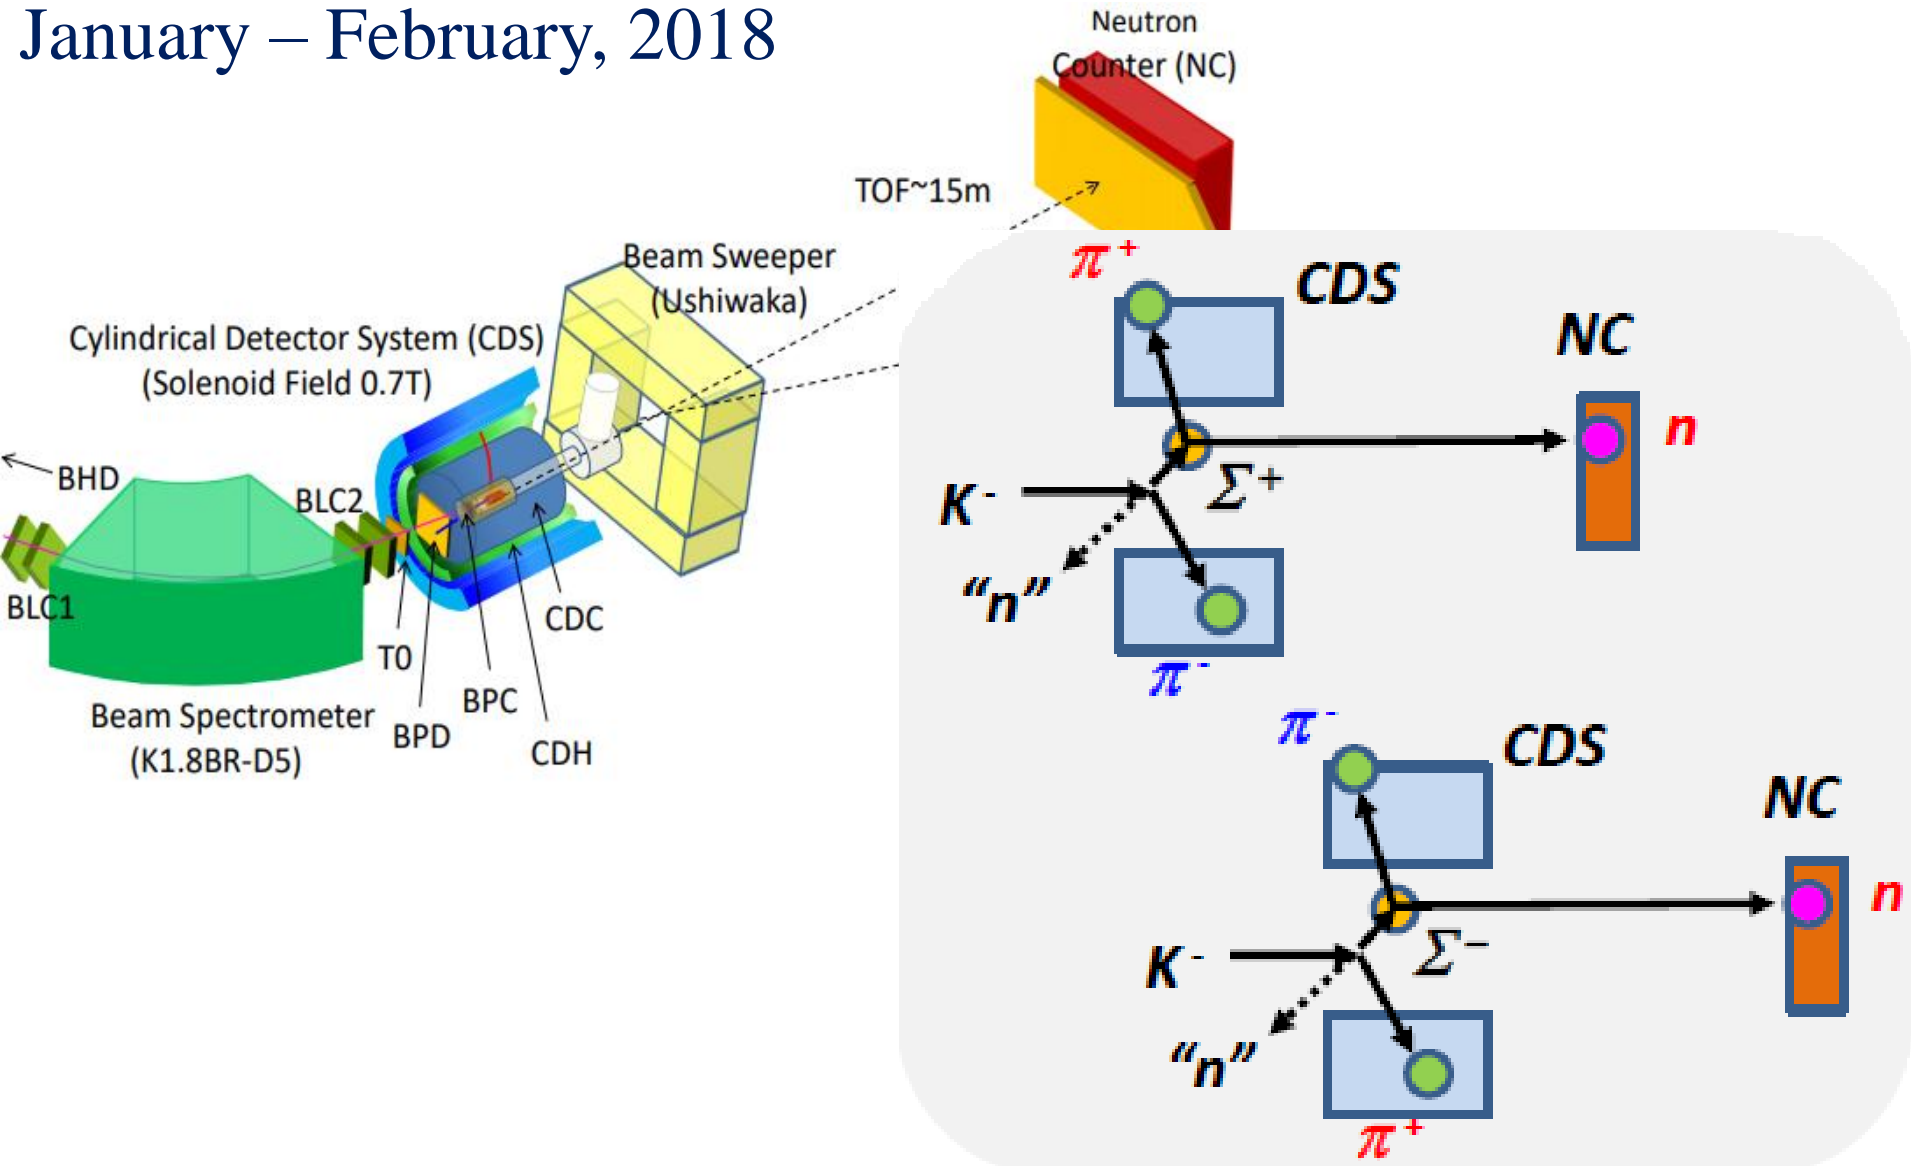 January – February, 2018
Neutron
Counter (NC)
TOF~15m
Beam Sweeper
(Ushiwaka)
Cylindrical Detector System (CDS)
(Solenoid Field 0.7T)
BHD
BLC2
BLC1
T0
CDC
BPC
BPD
CDH
Beam Spectrometer
(K1.8BR-D5)
π⁺
CDS
NC
n
K⁻
Σ⁺
“n”
π⁻
π⁻
CDS
NC
n
K⁻
Σ⁻
“n”
π⁺